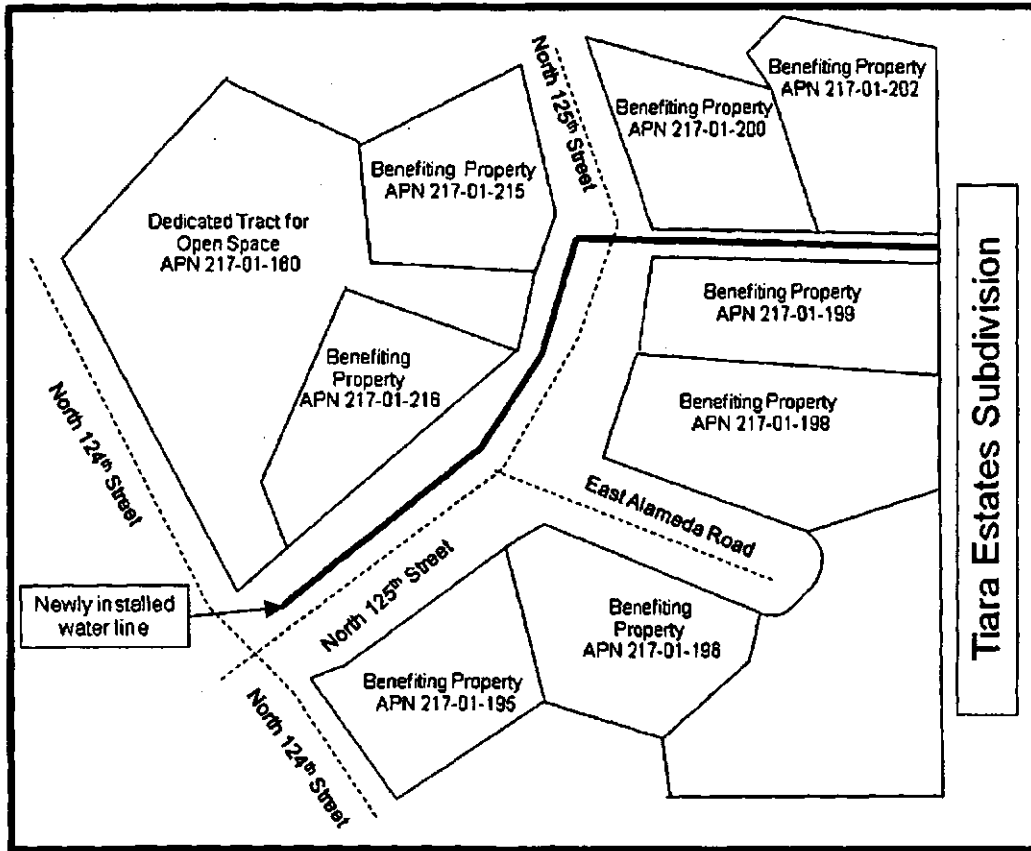 North 125th Street
Benefiting Property
APN 217-01-202
Benefiting Property
APN 217-01-200
Benefiting Property
APN 217-01-215
Dedicated Tract for
Open Space
APN 217-01-160
Benefiting Property
APN 217-01-199
Benefiting
Property
APN 217-01-216
Benefiting Property
APN 217-01-198
North 124th Street
East Alameda Road
Newly installed
water line
North 125th Street
Benefiting
Property
APN 217-01-196
Benefiting Property
APN 217-01-195
North 124th Street
Tiara Estates Subdivision